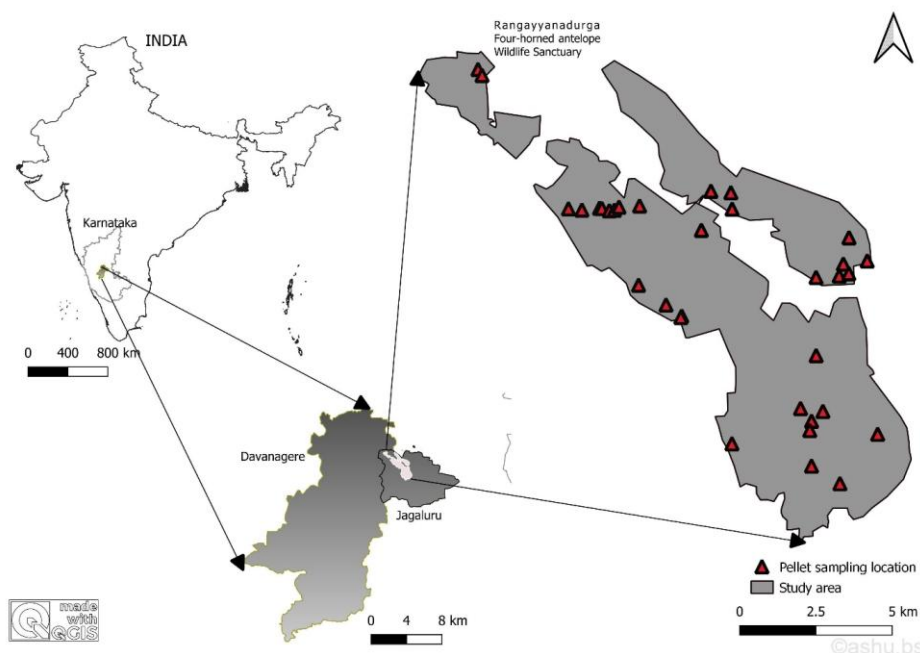 INDIA
Rangayyanadurga
Four-horned antelope
Wildlife Sanctuary
Karnataka
0 400 800 km
Davanagere
Jagaluru
Pellet sampling location
Study area
0 2.5 5 km
0 4 8 km
made
with
QGIS
©ashu.bs